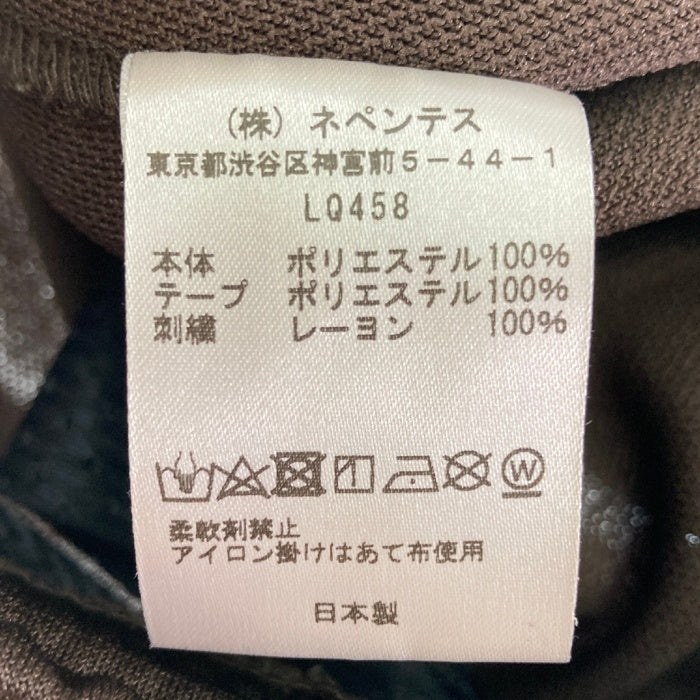 (株) ネペンテス
東京都渋谷区神宮前5-44-1
LQ458
本体 ポリエステル100%
テープ ポリエステル100%
刺繍 レーヨン 100%
W
柔軟剤禁止
アイロン掛けはあて布使用
日本製